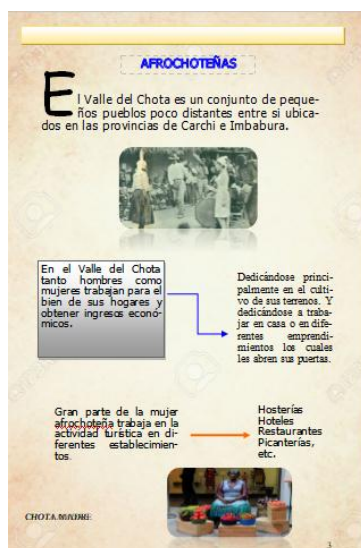 AFROCHOTEÑAS
El Valle del Chota es un conjunto de peque-
ños pueblos poco distantes entre si ubica-
dos en las provincias de Carchi e Imbabura.
En el Valle del Chota
tanto hombres como
mujeres trabajan para el
bien de sus hogares y
obtener ingresos econó-
micos.
Dedicándose princi-
palmente en el culti-
vo de sus terrenos. Y
dedicándose a traba-
jar en casa o en dife-
rentes emprendi-
mientos los cuales
les abren sus puertas.
Gran parte de la mujer
afrochoteña trabaja en la
actividad turística en di-
ferentes establecimien-
tos.
Hosterías
Hoteles
Restaurantes
Picanterías,
etc.
CHOTA MADRE
1